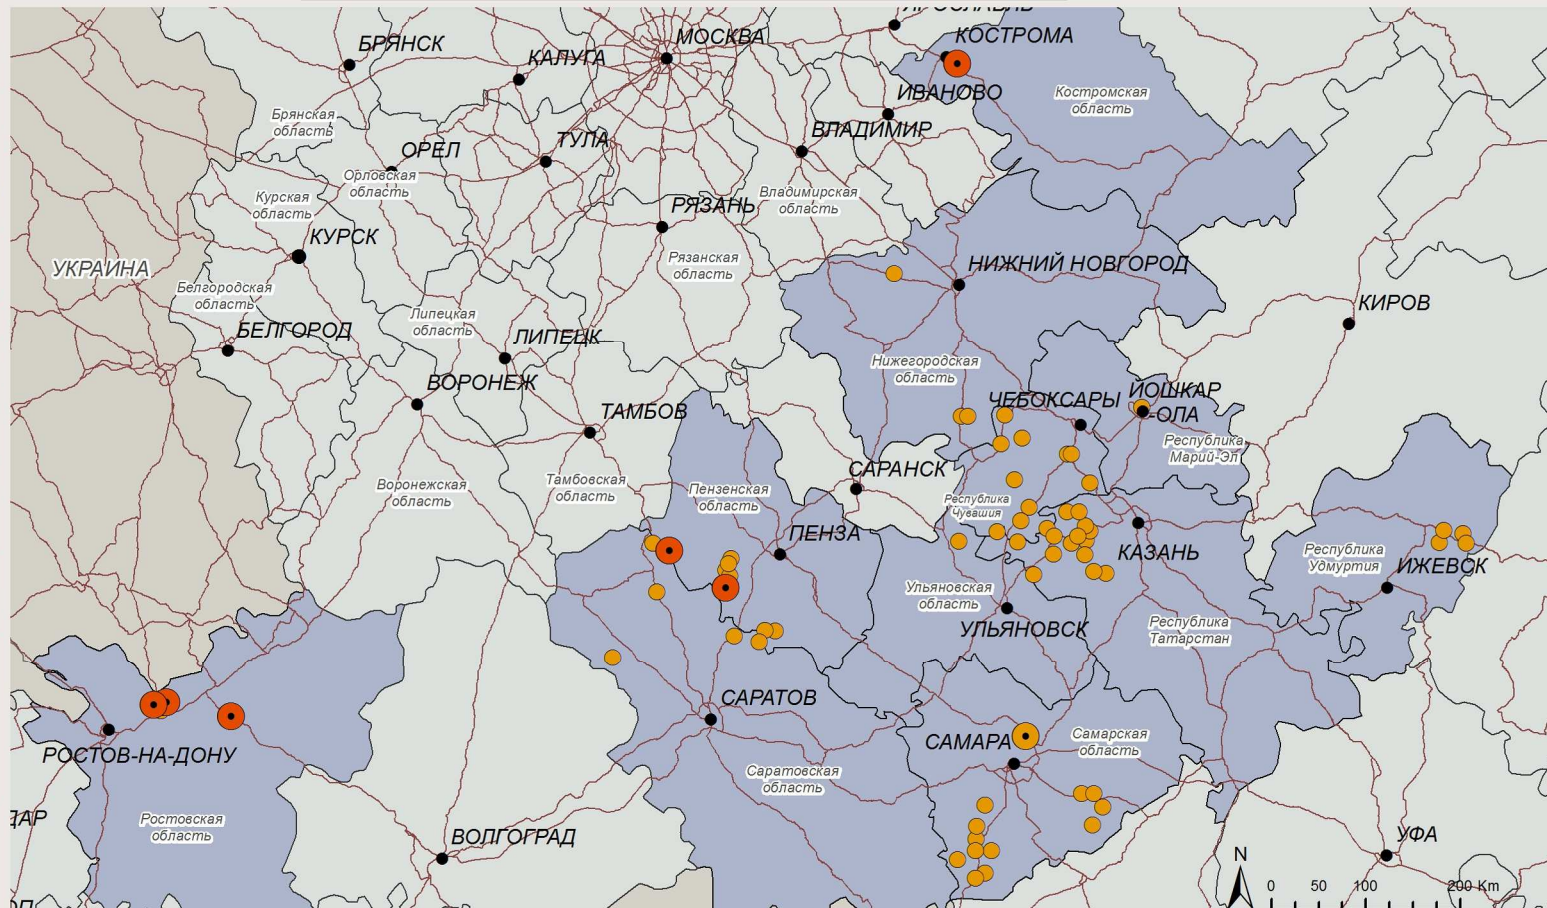 ЯРОСЛАВЛЬ
КОСТРОМА
МОСКВА
БРЯНСК
КАЛУГА
ИВАНОВО
Костромская
область
Брянская
область
ВЛАДИМИР
ОРЕЛ
ТУЛА
Орловская
область
Владимирская
область
Курская
область
РЯЗАНЬ
КУРСК
Рязанская
область
УКРАИНА
НИЖНИЙ НОВГОРОД
Белгородская
область
КИРОВ
Липецкая
область
БЕЛГОРОД
ЛИПЕЦК
Нижегородская
область
ВОРОНЕЖ
ЧЕБОКСАРЫ
ЙОШКАР
-ОЛА
ТАМБОВ
Республика
Марий-Эл
САРАНСК
Воронежская
область
Тамбовская
область
Пензенская
область
Республика
Чувашия
ПЕНЗА
КАЗАНЬ
Республика
Удмуртия
ИЖЕВСК
Ульяновская
область
УЛЬЯНОВСК
Республика
Татарстан
САРАТОВ
РОСТОВ-НА-ДОНУ
САМАРА
Самарская
область
Саратовская
область
ДАР
Ростовская
область
ВОЛГОГРАД
УФА
N
0 50 100 200 Km